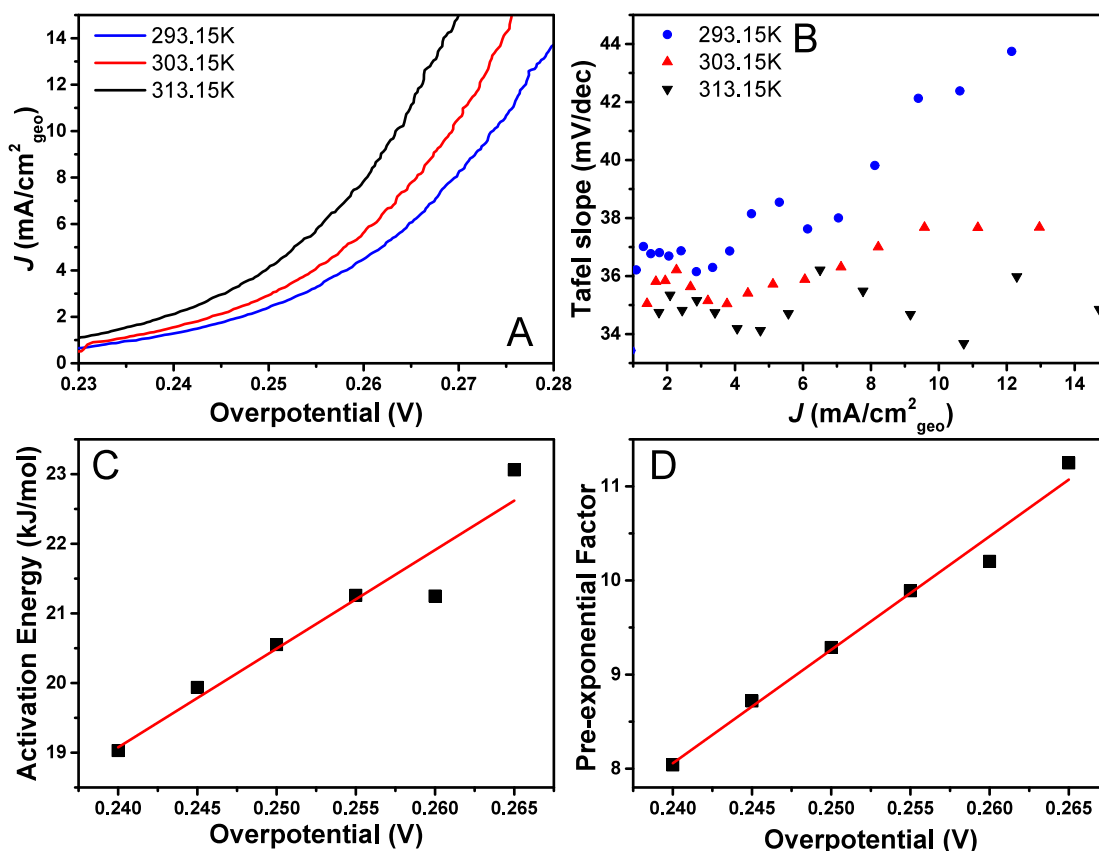 A
293.15K
303.15K
313.15K
J (mA/cm²geo)
14
12
10
8
6
4
2
0
0.23
0.24
0.25
0.26
0.27
0.28
Overpotential (V)
B
293.15K
303.15K
313.15K
Tafel slope (mV/dec)
44
42
40
38
36
34
2
4
6
8
10
12
14
J (mA/cm²geo)
C
Activation Energy (kJ/mol)
23
22
21
20
19
0.240
0.245
0.250
0.255
0.260
0.265
Overpotential (V)
D
Pre-exponential Factor
11
10
9
8
0.240
0.245
0.250
0.255
0.260
0.265
Overpotential (V)